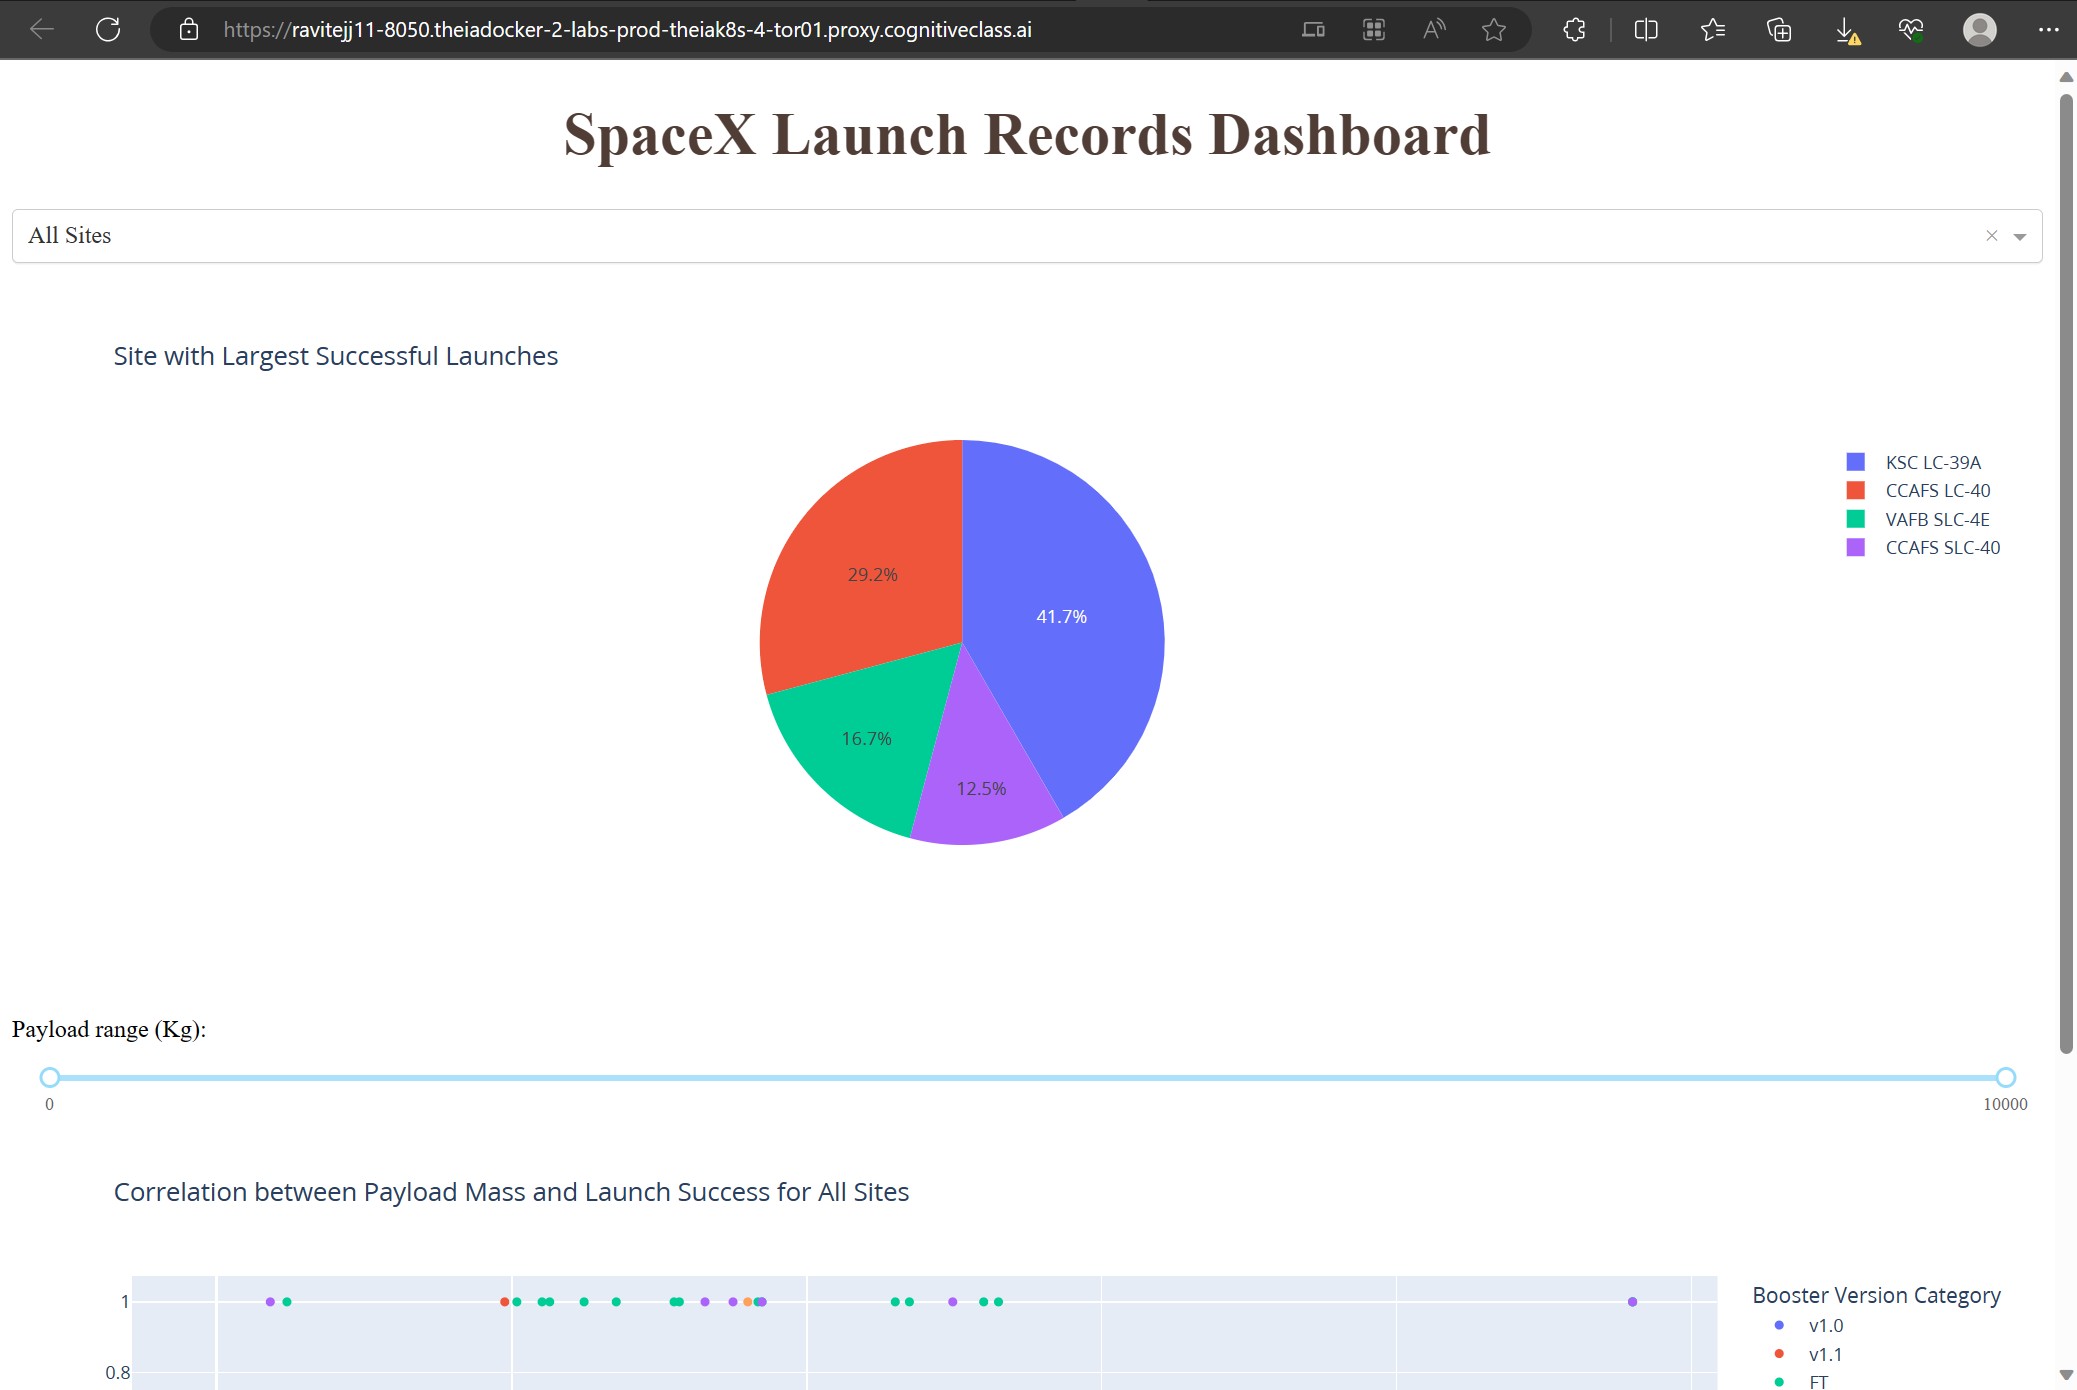 https://ravitejj11-8050.theiadocker-2-labs-prod-theiak8s-4-tor01.proxy.cognitiveclass.ai
SpaceX Launch Records Dashboard
All Sites
Site with Largest Successful Launches
KSC LC-39A
CCAFS LC-40
VAFB SLC-4E
CCAFS SLC-40
29.2%
41.7%
16.7%
12.5%
Payload range (Kg):
0
10000
Correlation between Payload Mass and Launch Success for All Sites
1
0.8
Booster Version Category
v1.0
v1.1
FT